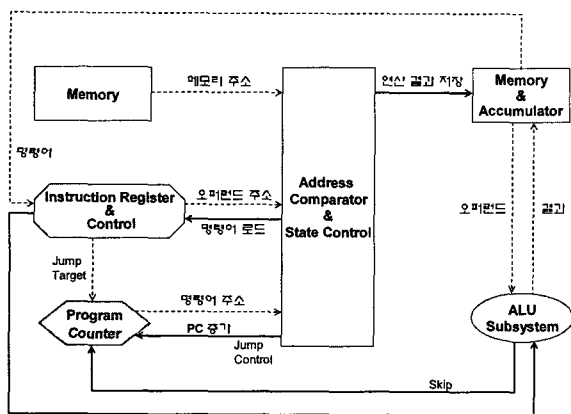 메모리 주소
연산 결과 저장
Memory
Memory
&
Accumulator
명령어
Address
Comparator
&
State Control
Instruction Register
&
Control
오퍼런드 주소
명령어 로드
오퍼런드
결과
Jump
Target
명령어 주소
Program
Counter
PC 증가
Jump
Control
ALU
Subsystem
Skip